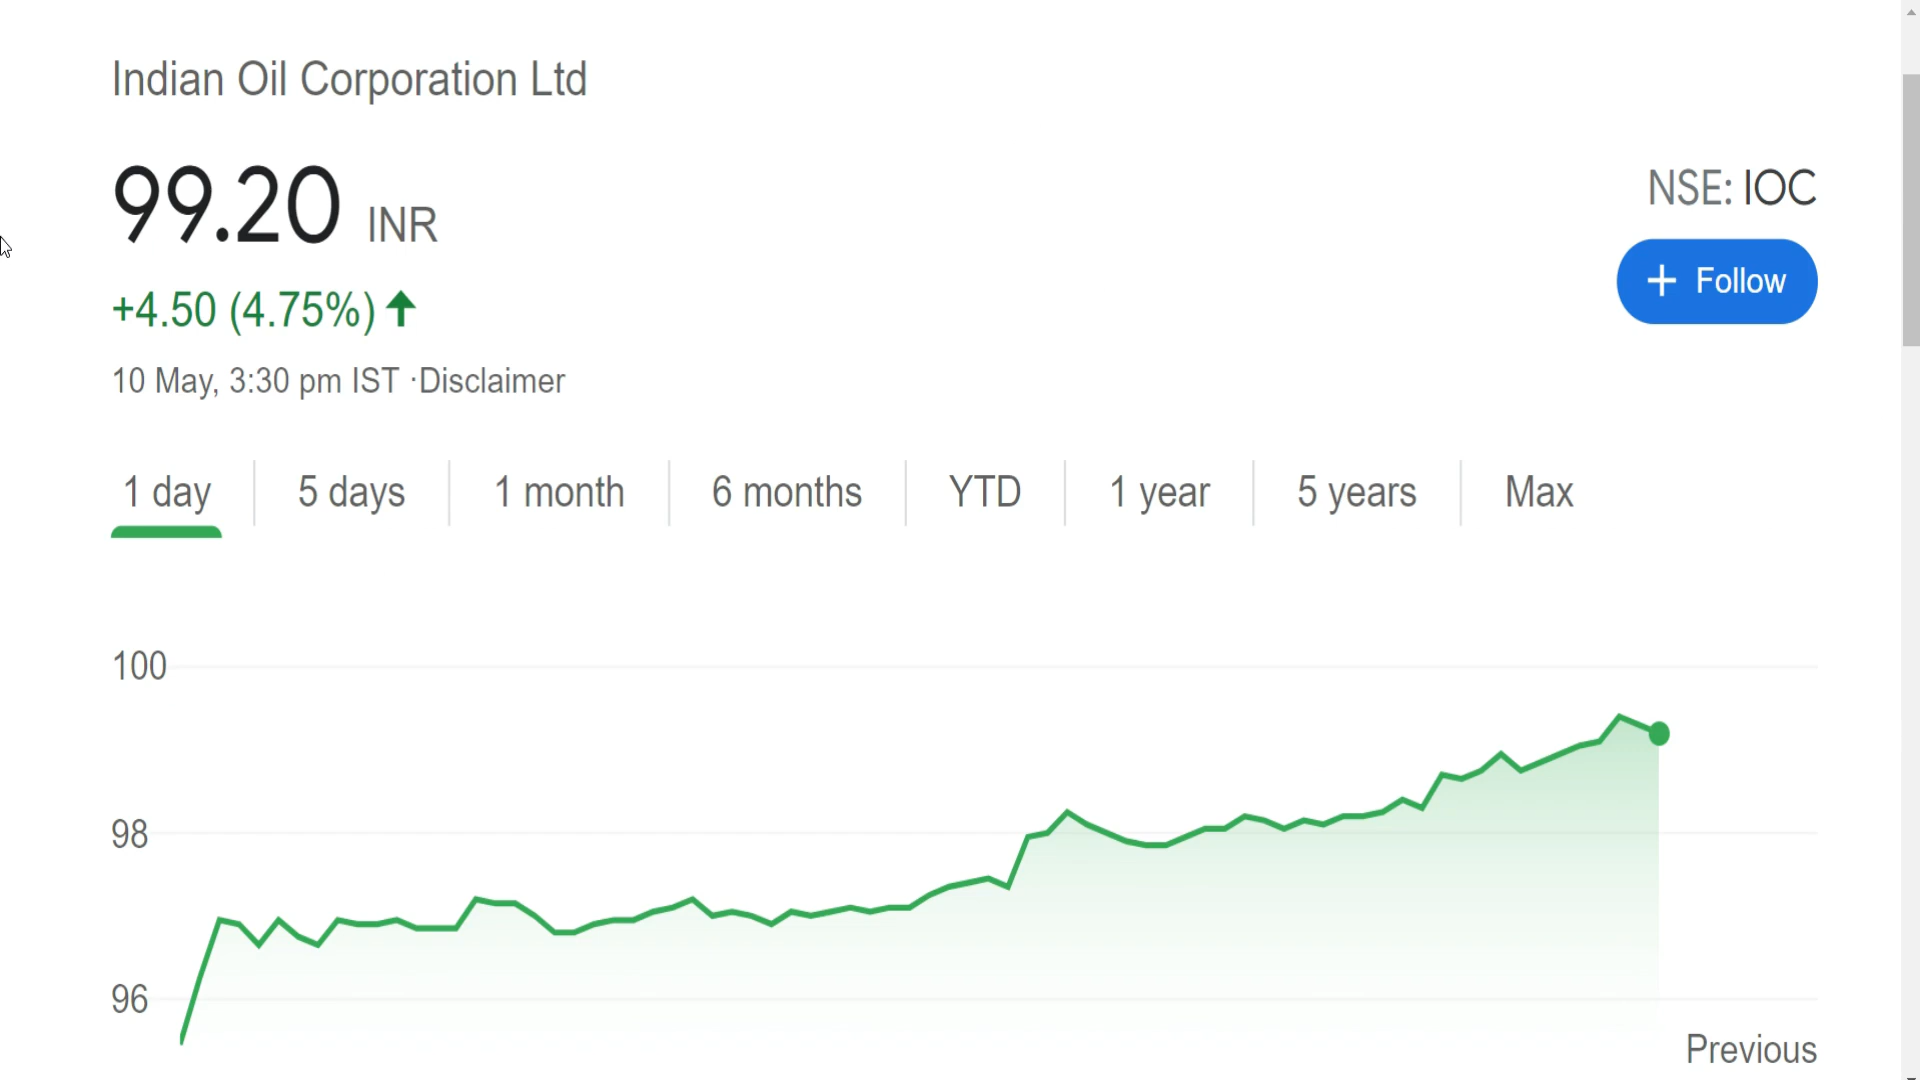 Indian Oil Corporation Ltd
99.20 INR
NSE: IOC
+ Follow
+4.50 (4.75%)
10 May, 3:30 pm IST ·Disclaimer
1 day
5 days
1 month
6 months
YTD
1 year
5 years
Max
100
98
96
Previous